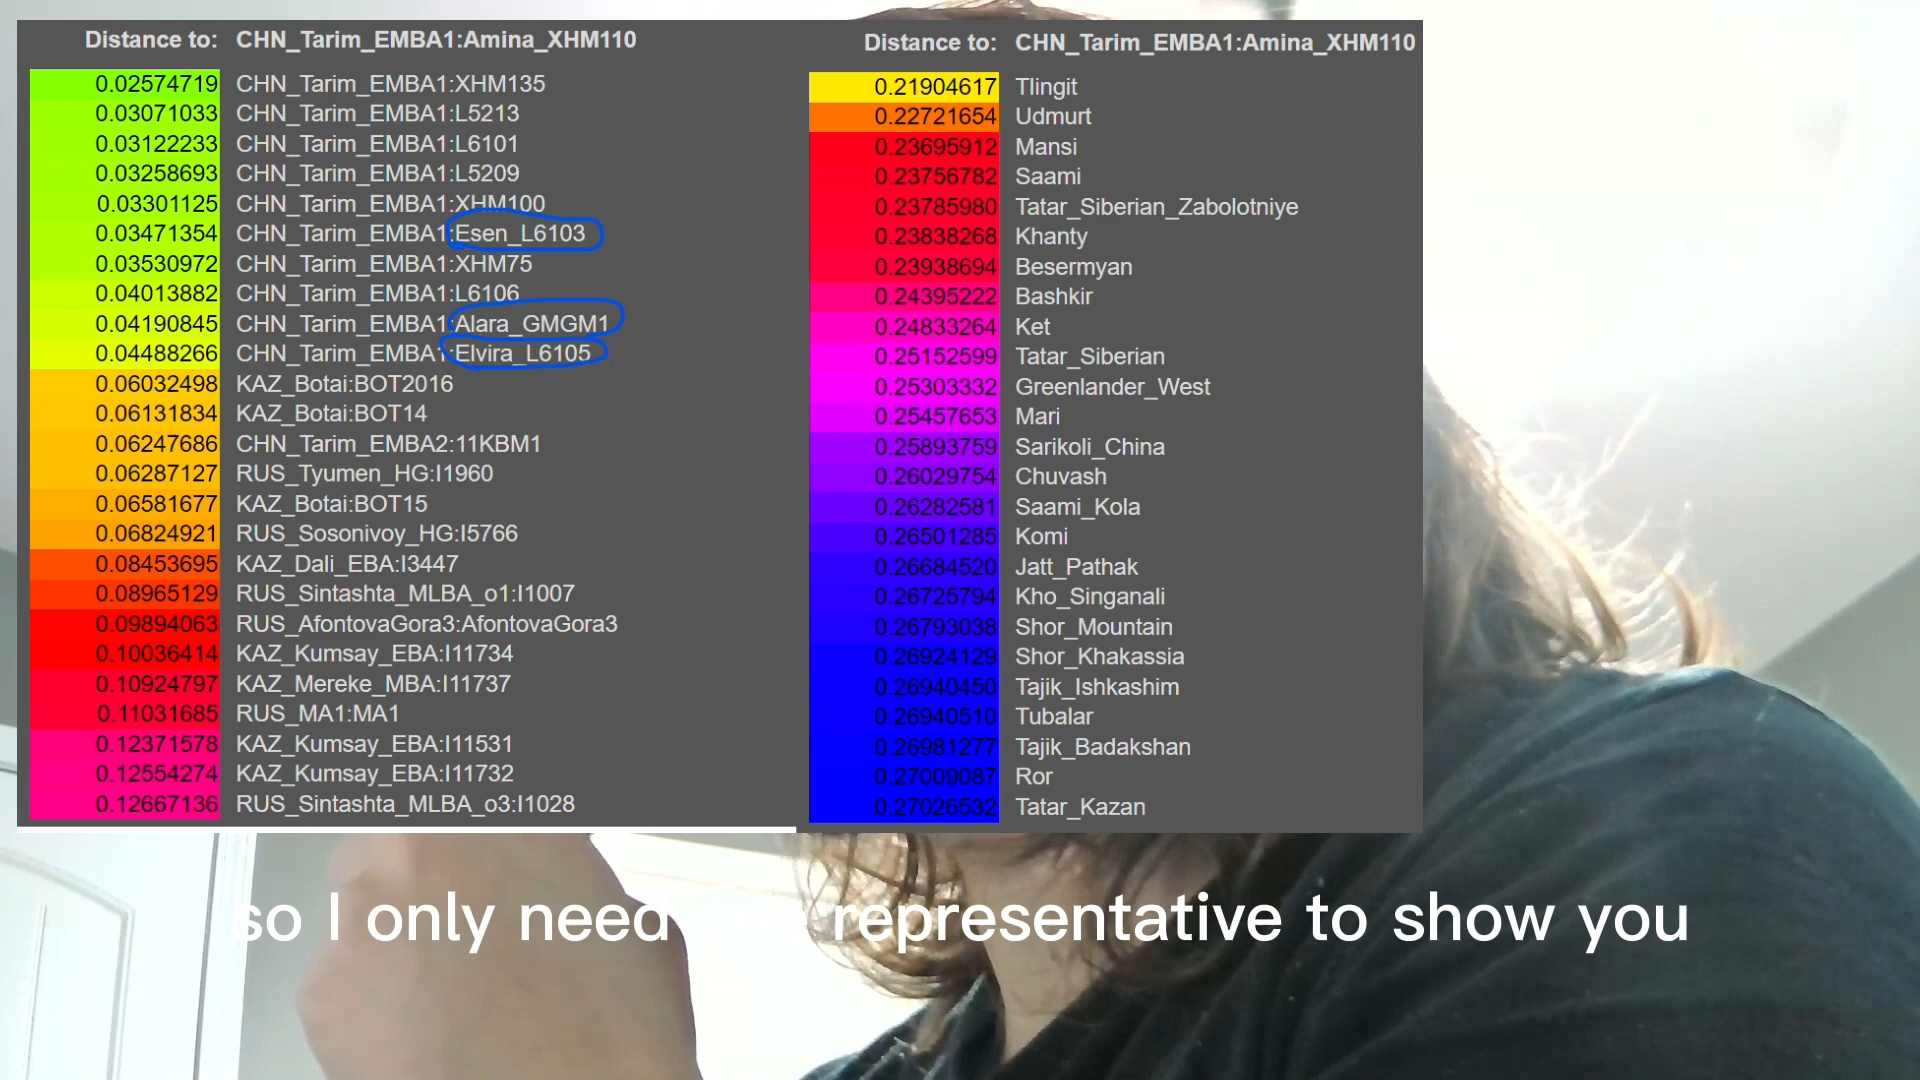 Distance to: CHN_Tarim_EMBA1:Amina_XHM110
0.02574719 CHN_Tarim_EMBA1:XHM135
0.03071033 CHN_Tarim_EMBA1:L5213
0.03122233 CHN_Tarim_EMBA1:L6101
0.03258693 CHN_Tarim_EMBA1:L5209
0.03301125 CHN_Tarim_EMBA1:XHM100
0.03471354 CHN_Tarim_EMBA1:Esen_L6103
0.03530972 CHN_Tarim_EMBA1:XHM75
0.04013882 CHN_Tarim_EMBA1:L6106
0.04190845 CHN_Tarim_EMBA1:Alara_GMGM1
0.04488266 CHN_Tarim_EMBA1:Elvira_L6105
0.06032498 KAZ_Botai:BOT2016
0.06131834 KAZ_Botai:BOT14
0.06247686 CHN_Tarim_EMBA2:11KBM1
0.06287127 RUS_Tyumen_HG:I1960
0.06581677 KAZ_Botai:BOT15
0.06824921 RUS_Sosonivoy_HG:I5766
0.08453695 KAZ_Dali_EBA:I3447
0.08965129 RUS_Sintashta_MLBA_o1:I1007
0.09894063 RUS_AfontovaGora3:AfontovaGora3
0.10036414 KAZ_Kumsay_EBA:I11734
0.10924797 KAZ_Mereke_MBA:I11737
0.11031685 RUS_MA1:MA1
0.12371578 KAZ_Kumsay_EBA:I11531
0.12554274 KAZ_Kumsay_EBA:I11732
0.12667136 RUS_Sintashta_MLBA_o3:I1028
Distance to: CHN_Tarim_EMBA1:Amina_XHM110
0.21904617 Tlingit
0.22721654 Udmurt
0.23695912 Mansi
0.23756782 Saami
0.23785980 Tatar_Siberian_Zabolotniye
0.23838268 Khanty
0.23938694 Besermyan
0.24395222 Bashkir
0.24833264 Ket
0.25152599 Tatar_Siberian
0.25303332 Greenlander_West
0.25457653 Mari
0.25893759 Sarikoli_China
0.26029754 Chuvash
0.26282581 Saami_Kola
0.26501285 Komi
0.26684520 Jatt_Pathak
0.26725794 Kho_Singanali
0.26793038 Shor_Mountain
0.26924129 Shor_Khakassia
0.26940450 Tajik_Ishkashim
0.26940510 Tubalar
0.26981277 Tajik_Badakshan
0.27009087 Ror
0.27026532 Tatar_Kazan
so I only need one representative to show you